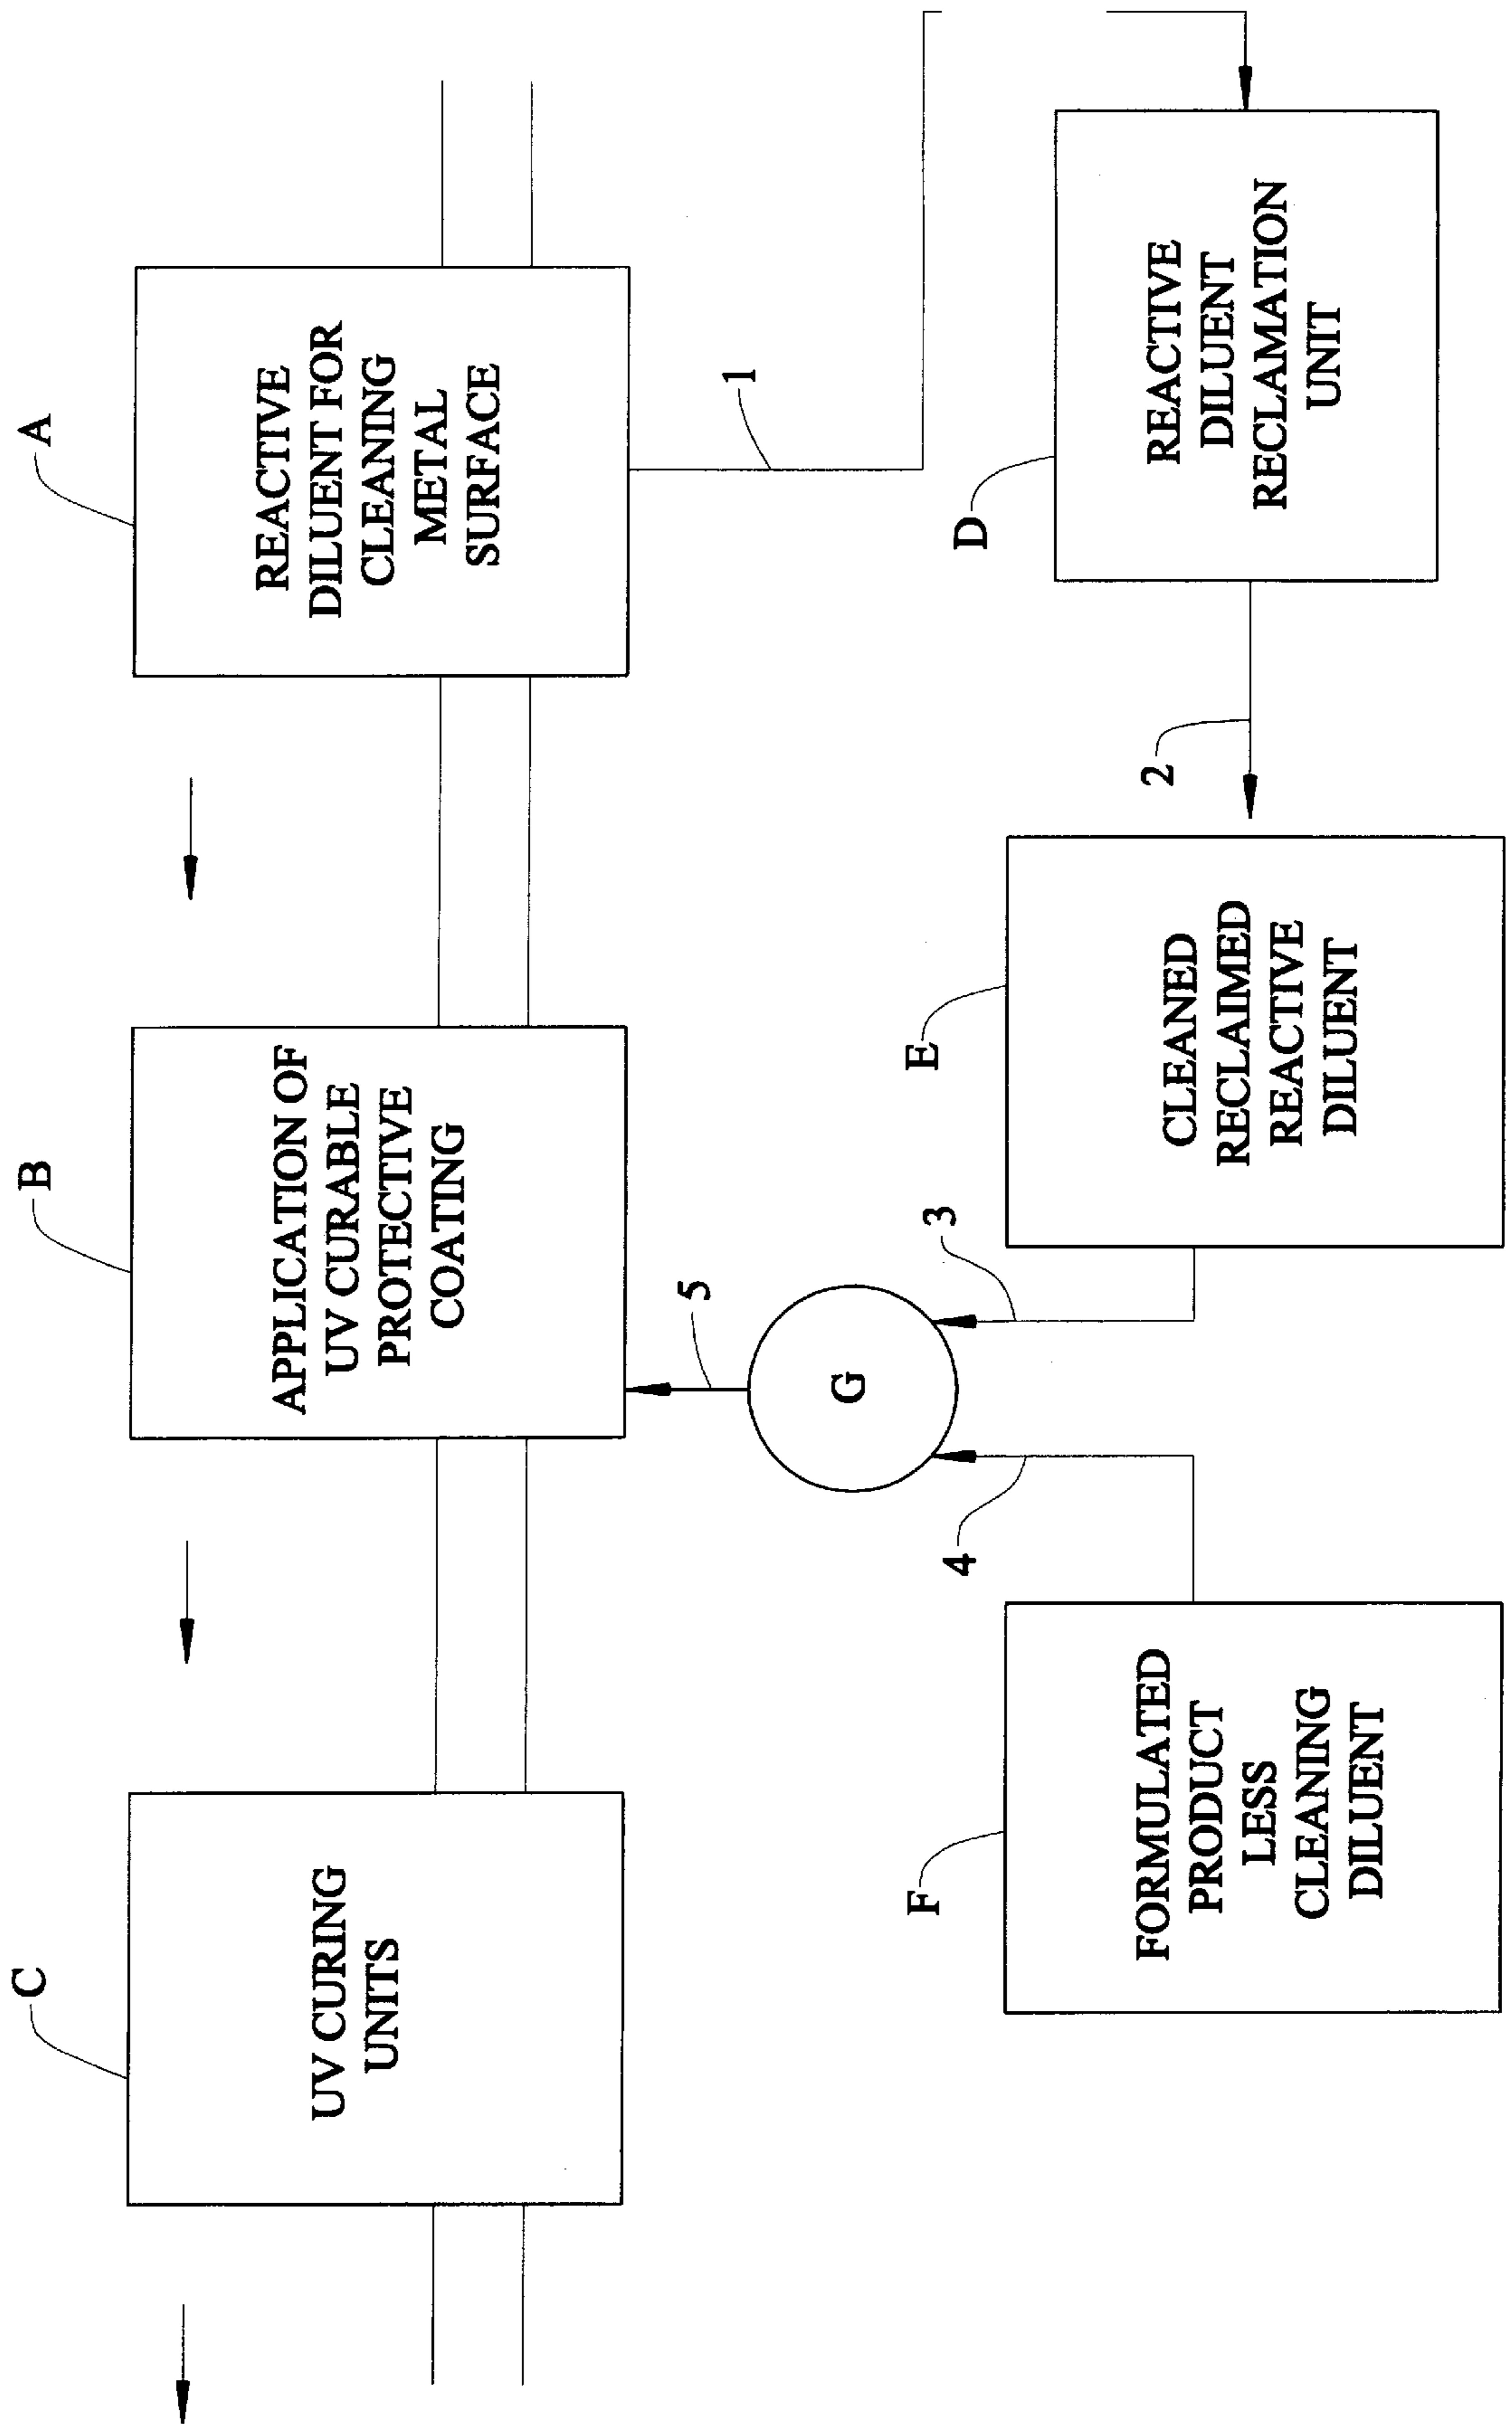 A
REACTIVE
DILUENT FOR
CLEANING
METAL
SURFACE
B
APPLICATION OF
UV CURABLE
PROTECTIVE
COATING
C
UV CURING
UNITS
1
D
REACTIVE
DILUENT
RECLAMATION
UNIT
2
E
CLEANED
RECLAIMED
REACTIVE
DILUENT
3
G
5
4
F
FORMULATED
PRODUCT
LESS
CLEANING
DILUENT